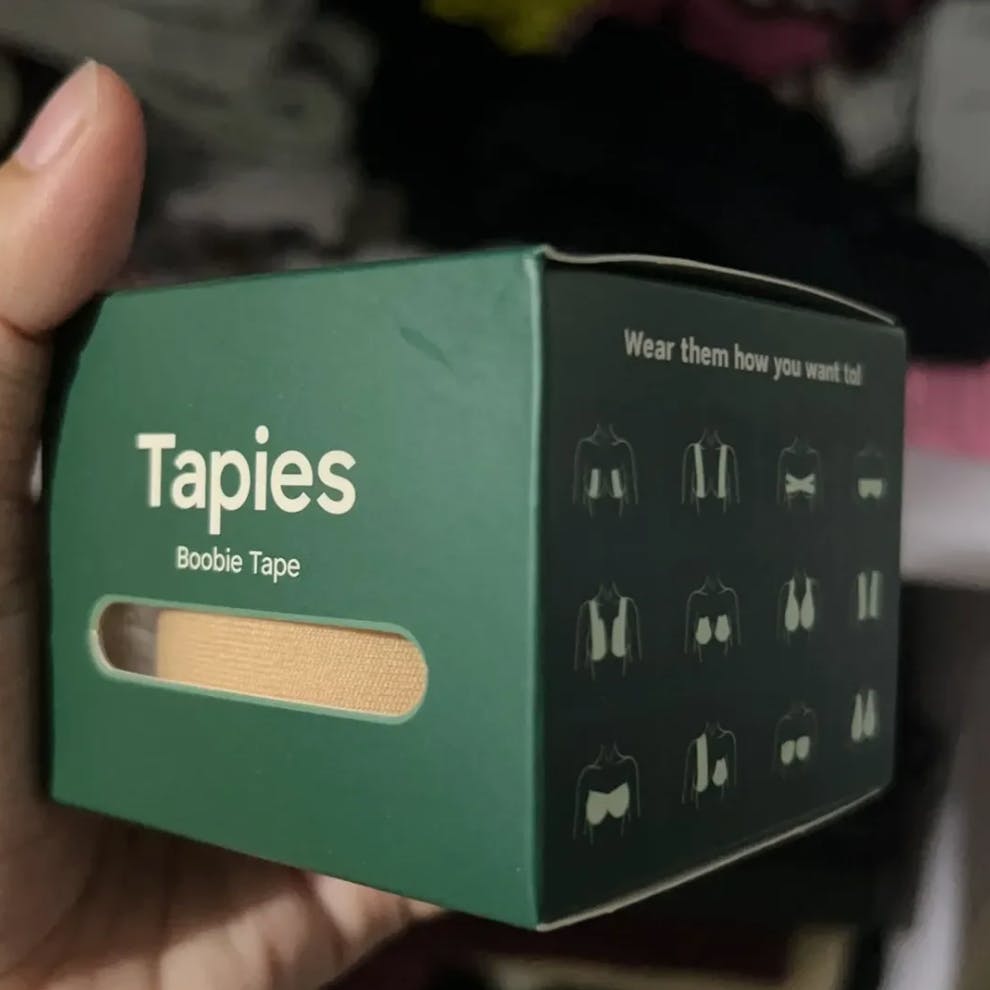 Tapies
Boobie Tape
Wear them how you want to!